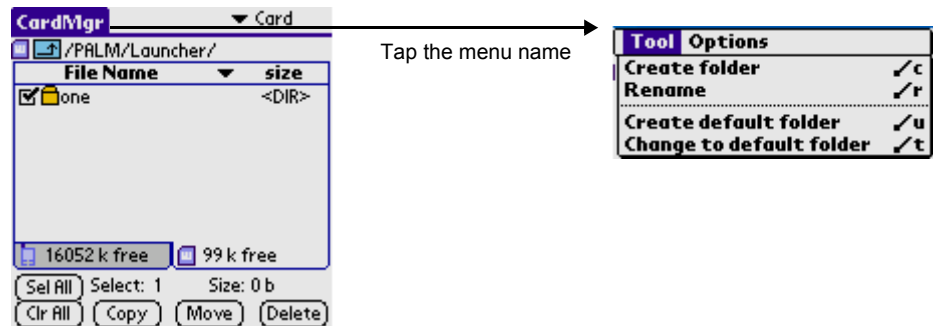 CardMgr
Card
/PALM/Launcher/
File Name size
one <DIR>
16052 k free 99 k free
Sel All Select: 1 Size: 0 b
Clr All Copy Move Delete
Tap the menu name
Tool Options
Create folder /c
Rename /r
Create default folder /u
Change to default folder /t